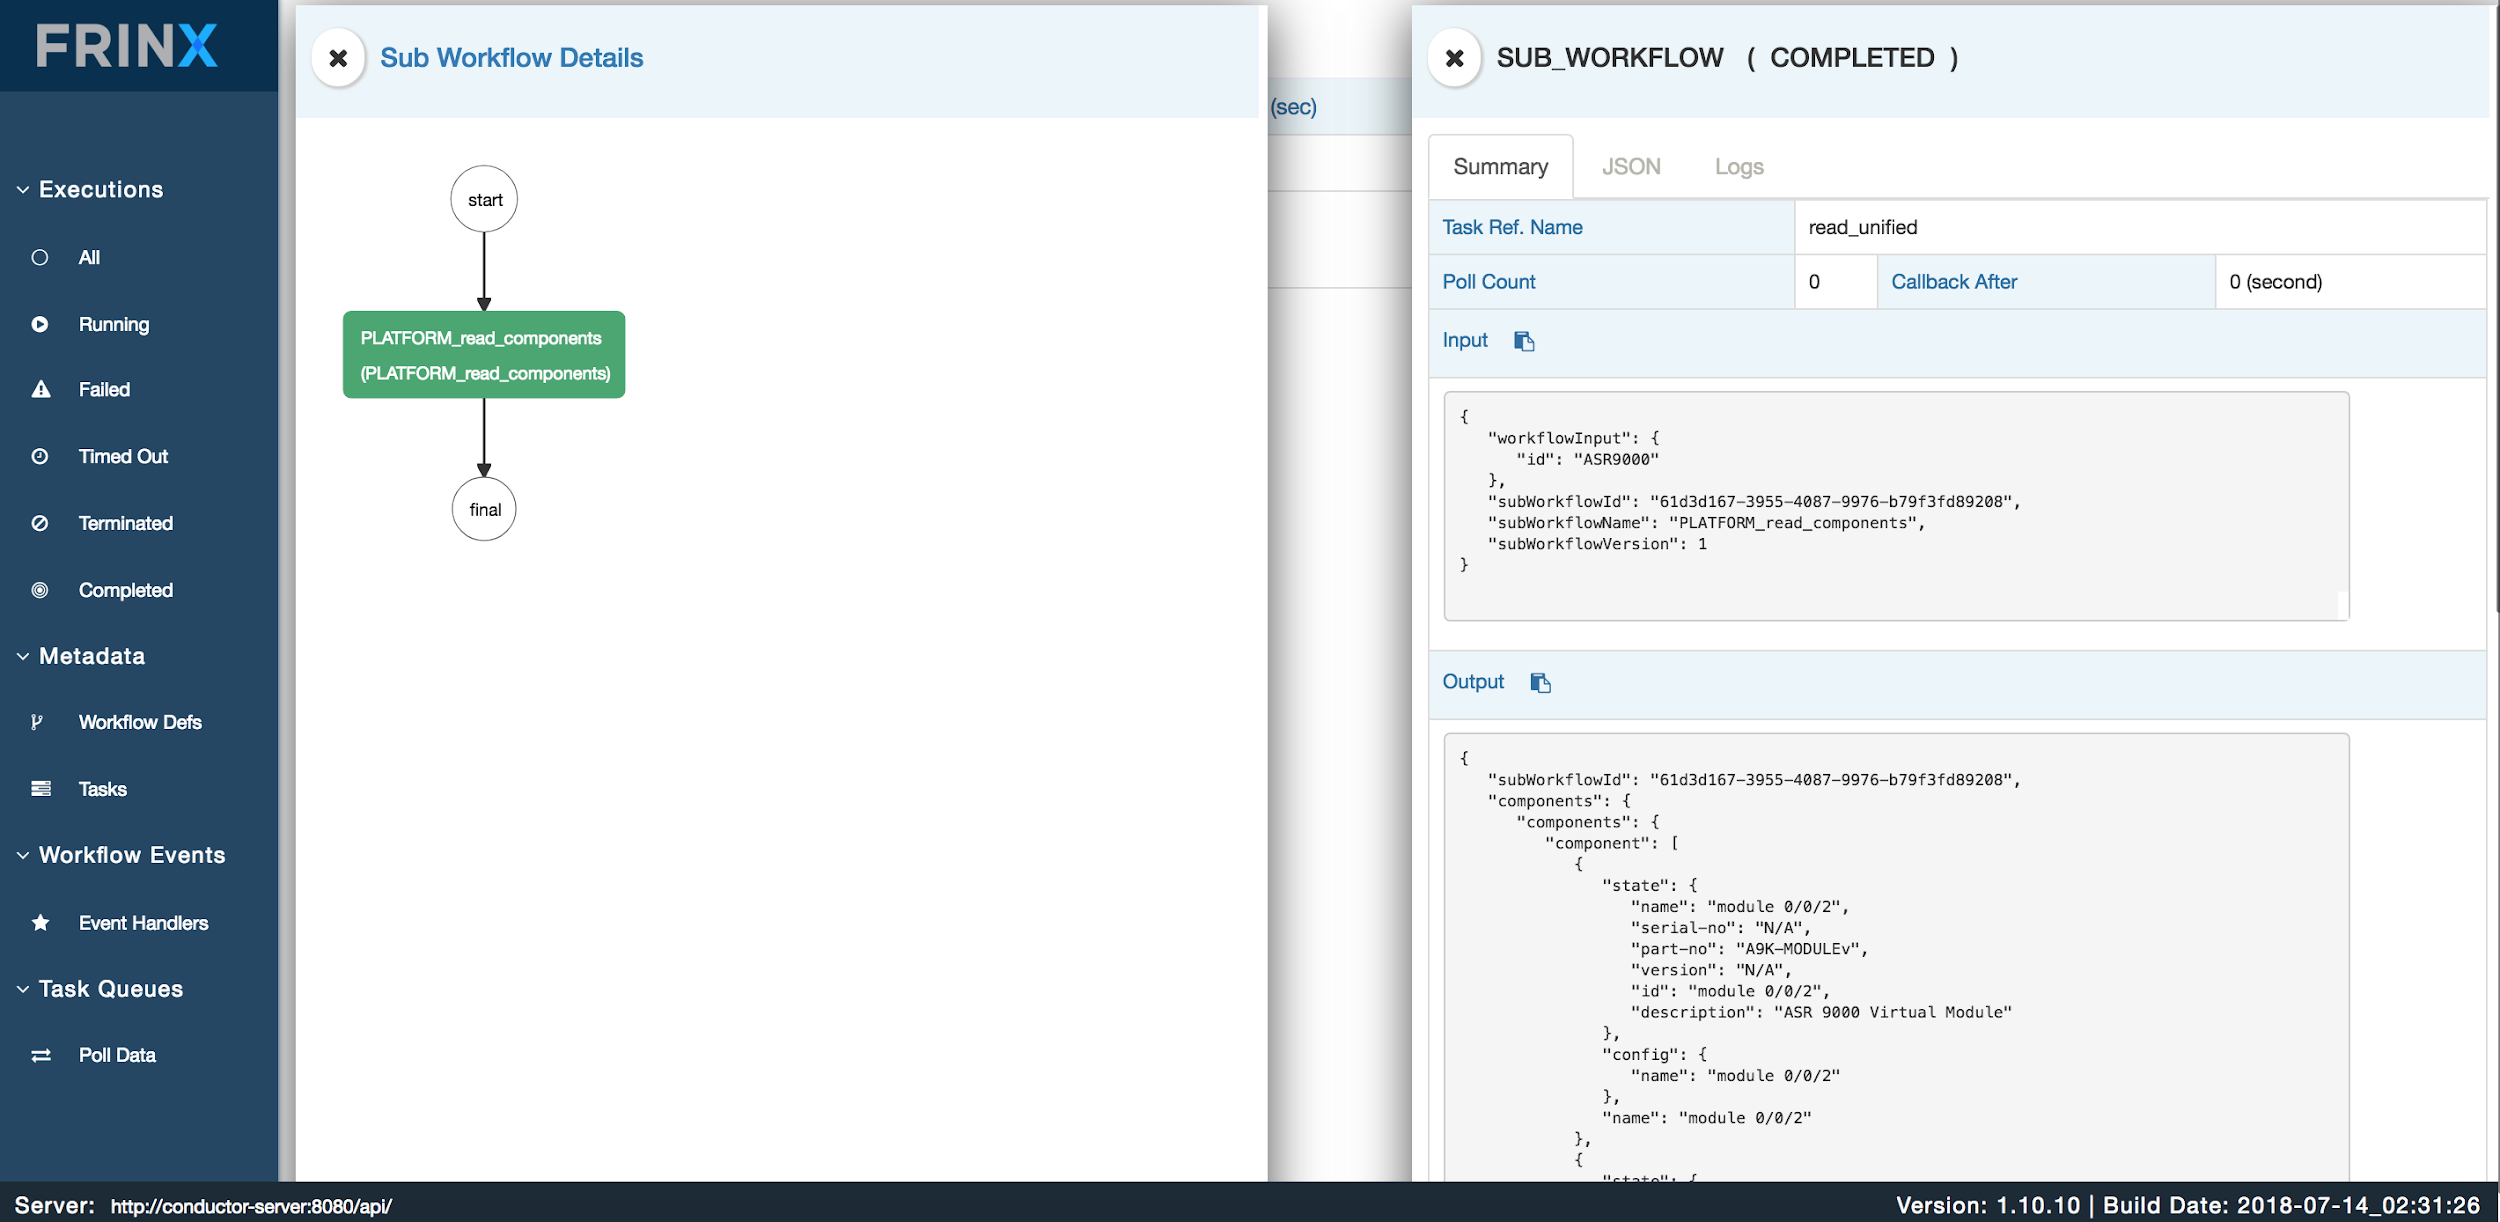 FRINX
Executions
All
Running
Failed
Timed Out
Terminated
Completed
Metadata
Workflow Defs
Tasks
Workflow Events
Event Handlers
Task Queues
Poll Data
Sub Workflow Details
start
PLATFORM_read_components
(PLATFORM_read_components)
final
(sec)
SUB_WORKFLOW ( COMPLETED )
Summary JSON Logs
Task Ref. Name read_unified
Poll Count 0 Callback After 0 (second)
Input
{
"workflowInput": {
"id": "ASR9000"
},
"subWorkflowId": "61d3d167-3955-4087-9976-b79f3fd89208",
"subWorkflowName": "PLATFORM_read_components",
"subWorkflowVersion": 1
}
Output
{
"subWorkflowId": "61d3d167-3955-4087-9976-b79f3fd89208",
"components": {
"components": {
"component": [
{
"state": {
"name": "module 0/0/2",
"serial-no": "N/A",
"part-no": "A9K-MODULEv",
"version": "N/A",
"id": "module 0/0/2",
"description": "ASR 9000 Virtual Module"
},
"config": {
"name": "module 0/0/2"
},
"name": "module 0/0/2"
},
{
"state": {
Server: http://conductor-server:8080/api/
Version: 1.10.10 | Build Date: 2018-07-14_02:31:26